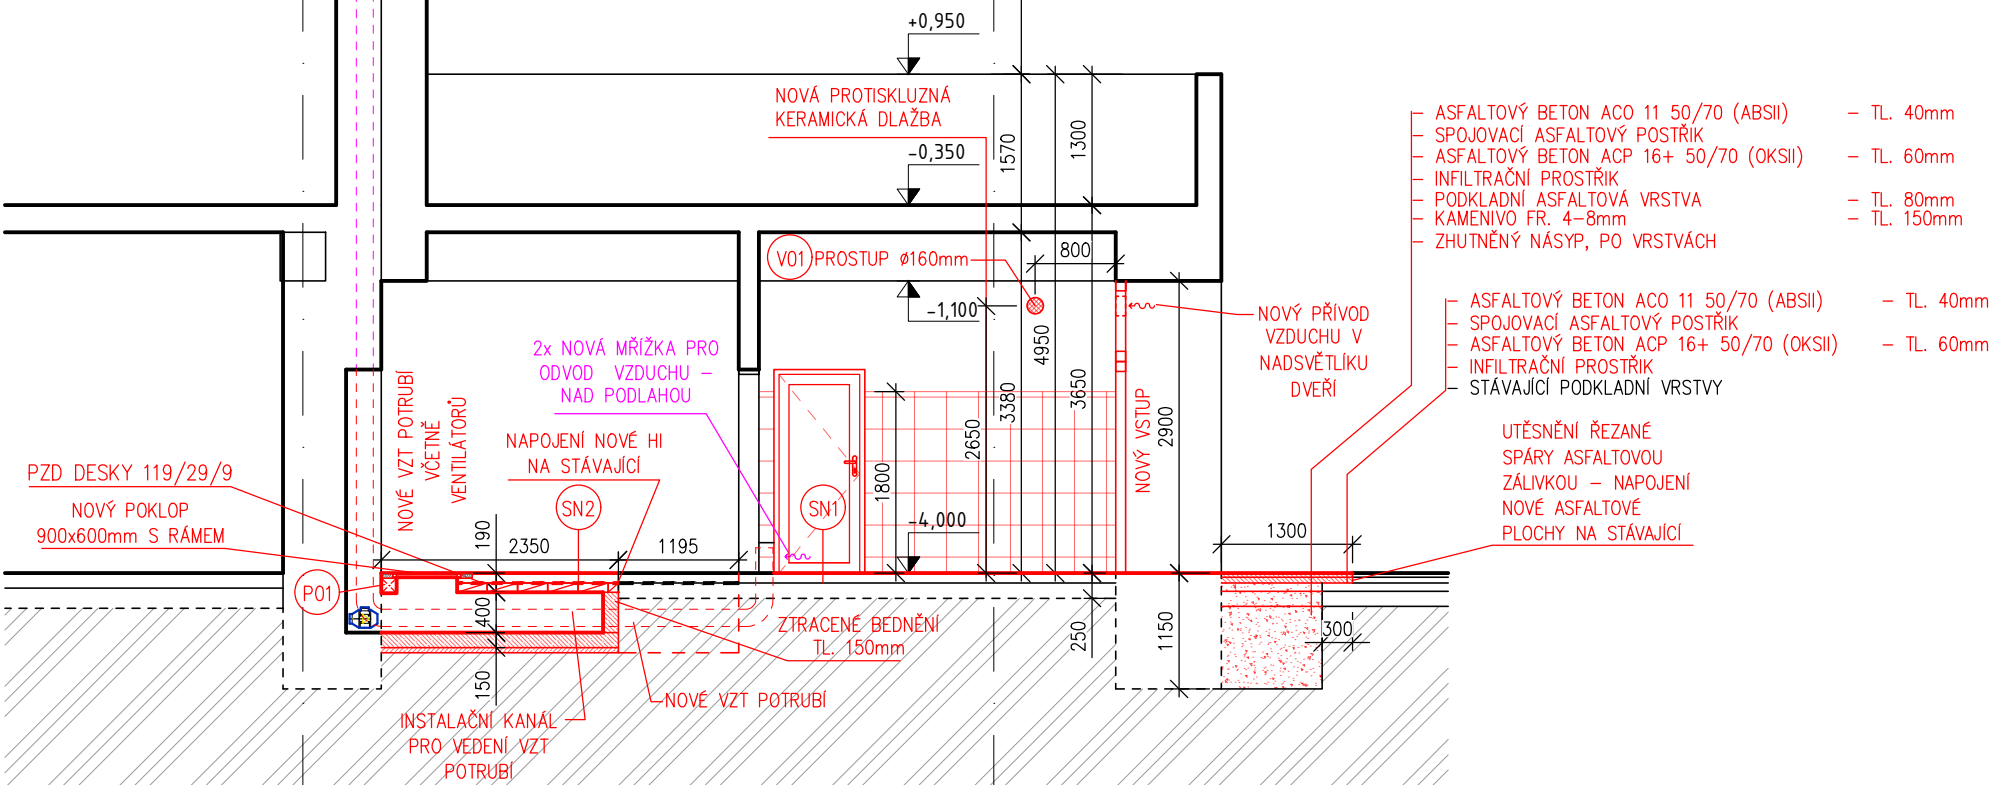 +0,950
NOVÁ PROTISKLUZNÁ
KERAMICKÁ DLAŽBA
-0,350
1570
1300
ASFALTOVÝ BETON ACO 11 50/70 (ABSII) – TL. 40mm
SPOJOVACÍ ASFALTOVÝ POSTŘIK
ASFALTOVÝ BETON ACP 16+ 50/70 (OKSII) – TL. 60mm
INFILTRAČNÍ PROSTŘIK
PODKLADNÍ ASFALTOVÁ VRSTVA – TL. 80mm
KAMENIVO FR. 4-8mm – TL. 150mm
ZHUTNĚNÝ NÁSYP, PO VRSTVÁCH
V01 PROSTUP ø160mm
800
-1,100
4950
3380
3650
2650
2900
1800
NOVÝ PŘÍVOD
VZDUCHU V
NADSVĚTLÍKU
DVEŘÍ
NOVÝ VSTUP
ASFALTOVÝ BETON ACO 11 50/70 (ABSII) – TL. 40mm
SPOJOVACÍ ASFALTOVÝ POSTŘIK
ASFALTOVÝ BETON ACP 16+ 50/70 (OKSII) – TL. 60mm
INFILTRAČNÍ PROSTŘIK
STÁVAJÍCÍ PODKLADNÍ VRSTVY
UTĚSNĚNÍ ŘEZANÉ
SPÁRY ASFALTOVOU
ZÁLIVKOU – NAPOJENÍ
NOVÉ ASFALTOVÉ
PLOCHY NA STÁVAJÍCÍ
2x NOVÁ MŘÍŽKA PRO
ODVOD VZDUCHU –
NAD PODLAHOU
NOVÉ VZT POTRUBÍ
VČETNĚ
VENTILÁTORŮ
NAPOJENÍ NOVÉ HI
NA STÁVAJÍCÍ
PZD DESKY 119/29/9
NOVÝ POKLOP
900x600mm S RÁMEM
SN2
SN1
-4,000
190
2350
1195
1300
P01
400
150
250
1150
300
ZTRACENÉ BEDNĚNÍ
TL. 150mm
NOVÉ VZT POTRUBÍ
INSTALAČNÍ KANÁL
PRO VEDENÍ VZT
POTRUBÍ